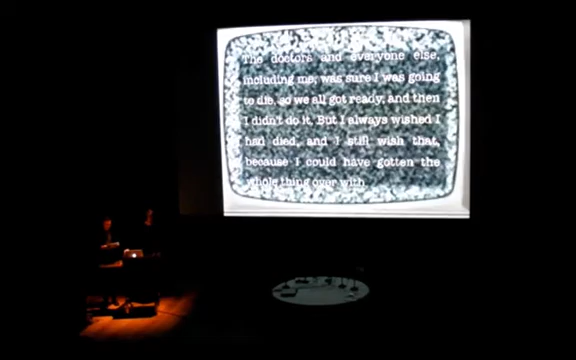 The doctors and everyone else,
including me, was sure I was going
to die, so we all got ready, and then
I didn't do it. But I always wished I
had died, and I still wish that,
because I could have gotten the
whole thing over with.